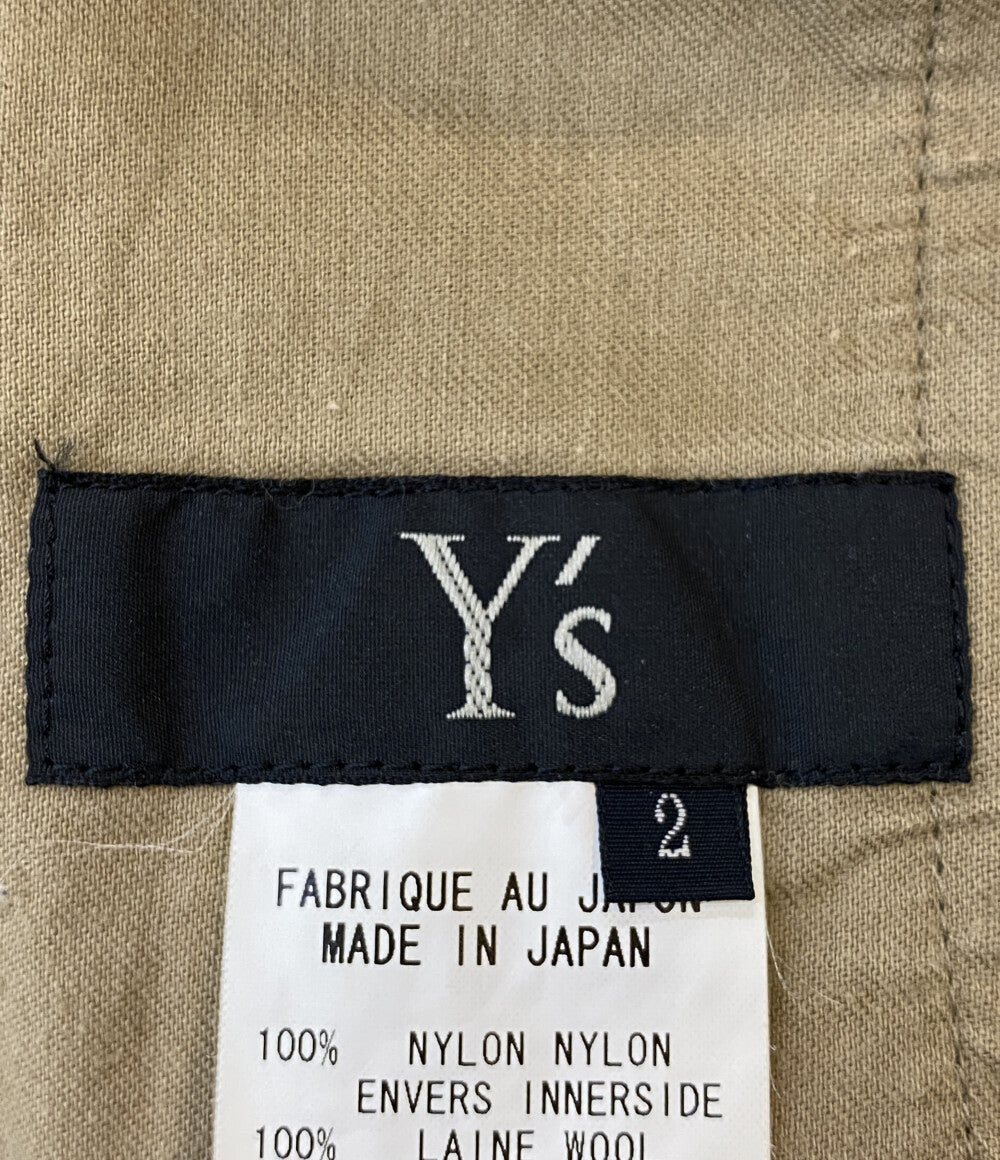 Y's
2
FABRIQUE AU JAPON
MADE IN JAPAN
100% NYLON NYLON
ENVERS INNERSIDE
100% LAINE WOOL